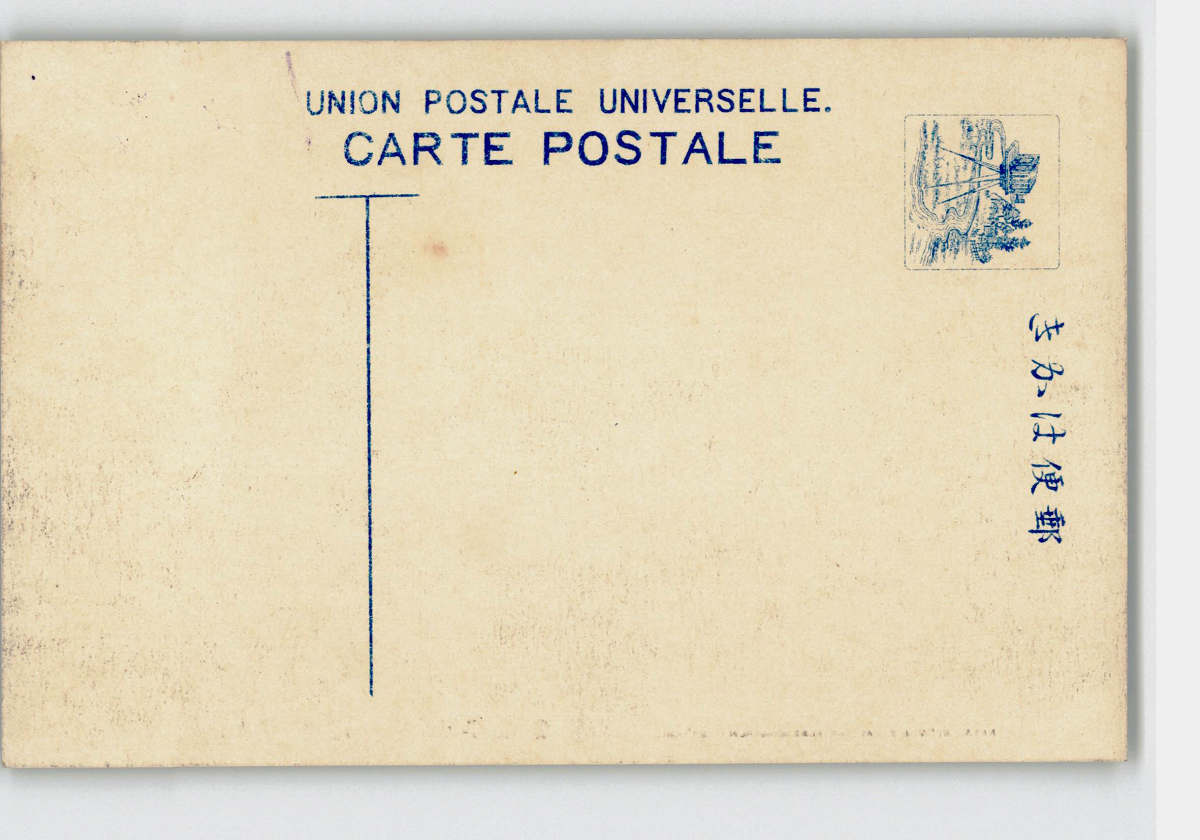 UNION POSTALE UNIVERSELLE.
CARTE POSTALE
郵便はかき